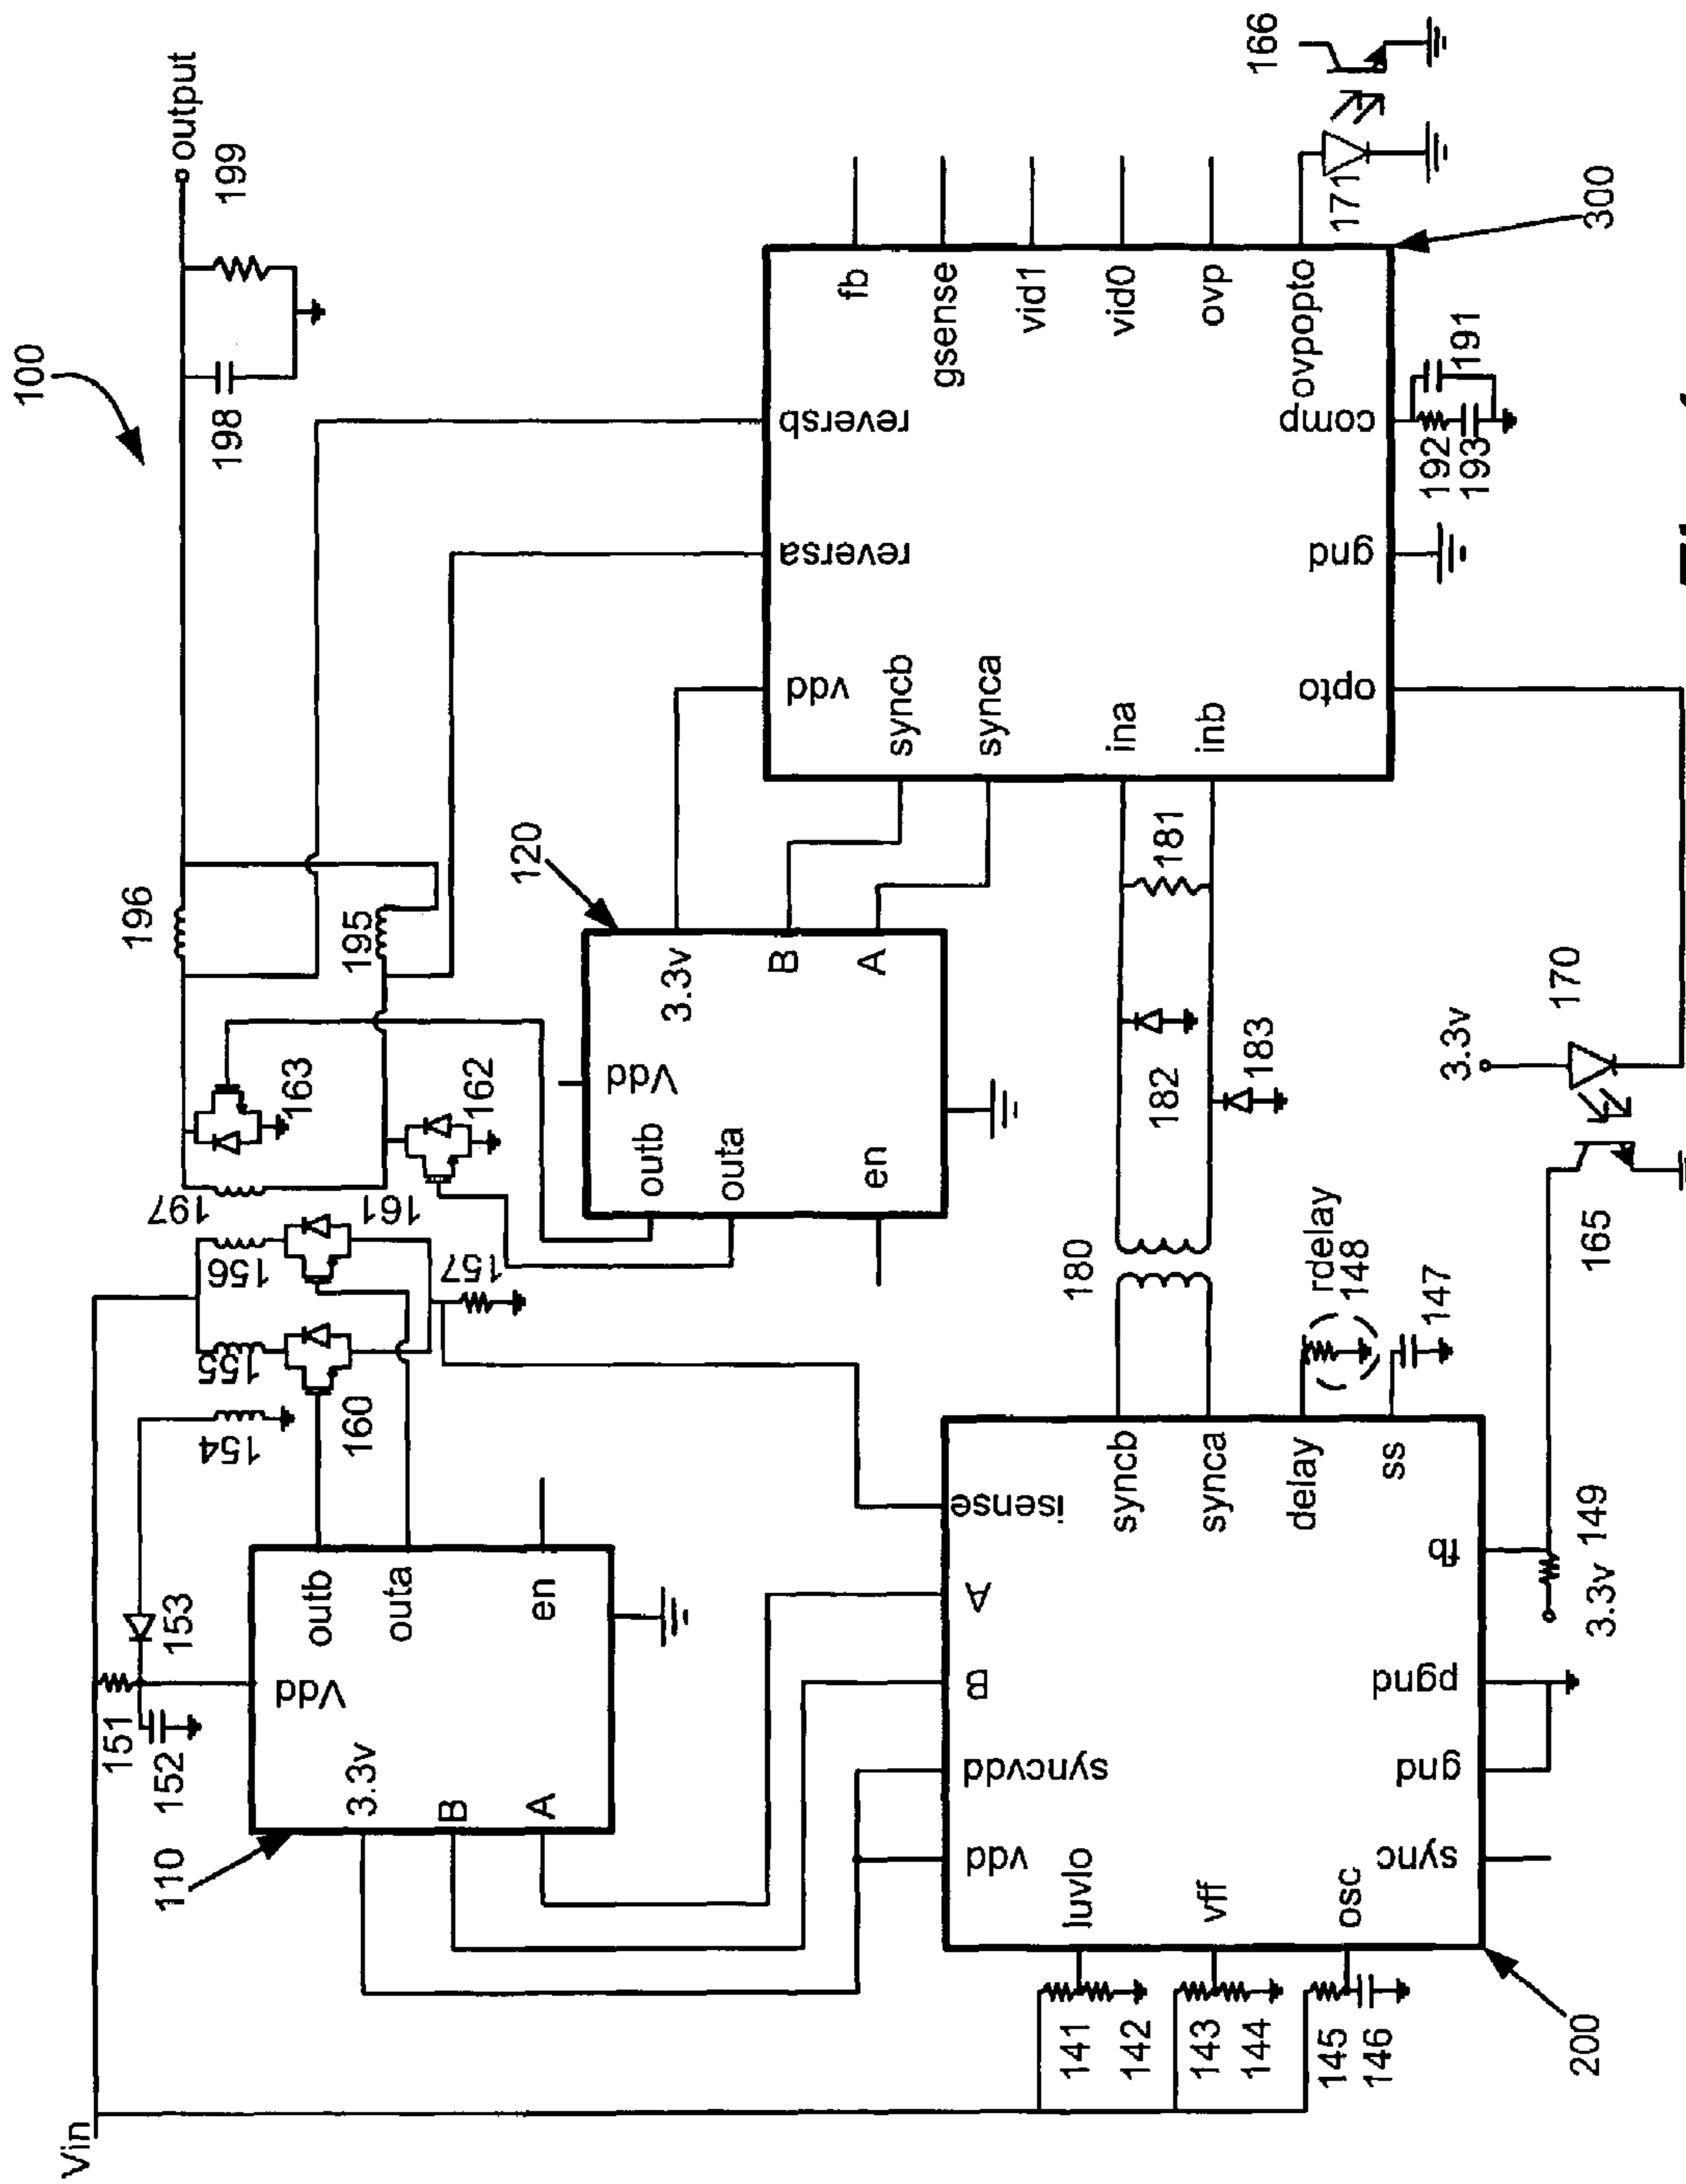 100
Vin
151
152
153
154
155
156
157
160
161
162
163
197
196
195
198
199
output
110
Vdd
3.3v
B
A
outb
outa
en
120
Vdd
3.3v
B
A
outb
outa
en
200
vdd
syncvdd
B
A
isense
luvlo
vff
osc
syncb
synca
delay
ss
sync
gnd
pgnd
fb
141
142
143
144
145
146
rdelay
148
147
3.3v
149
165
170
3.3v
180
181
182
183
300
vdd
reversa
reversb
syncb
synca
ina
inb
fb
gsense
vid1
vid0
ovp
ovpopto
opto
gnd
comp
192
193
191
171
166